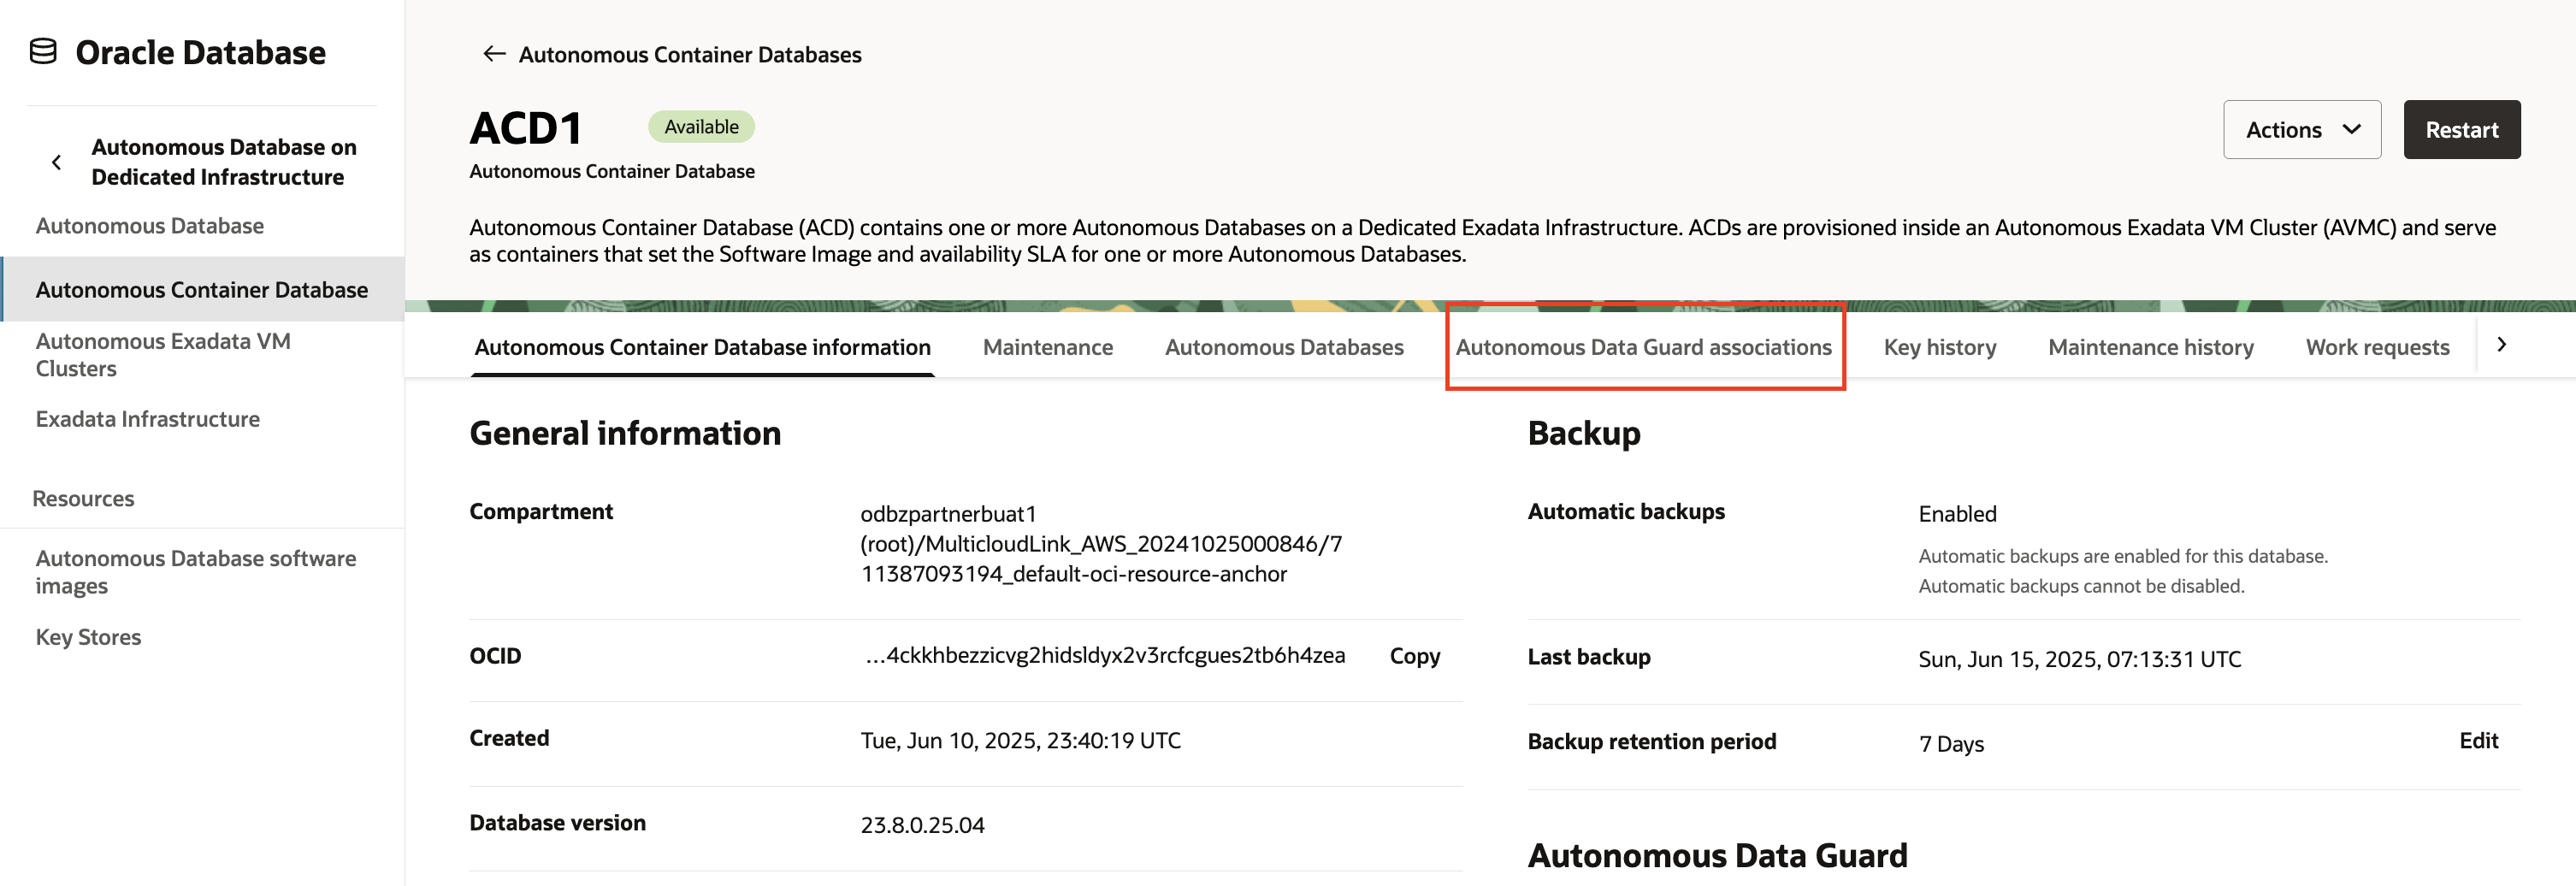 Oracle Database
Autonomous Database on
Dedicated Infrastructure
Autonomous Database
Autonomous Container Database
Autonomous Exadata VM
Clusters
Exadata Infrastructure
Resources
Autonomous Database software
images
Key Stores
Autonomous Container Databases
ACD1
Available
Autonomous Container Database
Actions
Restart
Autonomous Container Database (ACD) contains one or more Autonomous Databases on a Dedicated Exadata Infrastructure. ACDs are provisioned inside an Autonomous Exadata VM Cluster (AVMC) and serve
as containers that set the Software Image and availability SLA for one or more Autonomous Databases.
Autonomous Container Database information Maintenance Autonomous Databases Autonomous Data Guard associations Key history Maintenance history Work requests
General information
Compartment
odbzpartnerbuat1
(root)/MulticloudLink_AWS_20241025000846/7
11387093194_default-oci-resource-anchor
OCID ...4ckkhbezzicvg2hidsldyx2v3rcfcgues2tb6h4zea Copy
Created Tue, Jun 10, 2025, 23:40:19 UTC
Database version 23.8.0.25.04
Backup
Automatic backups Enabled
Automatic backups are enabled for this database.
Automatic backups cannot be disabled.
Last backup Sun, Jun 15, 2025, 07:13:31 UTC
Backup retention period 7 Days Edit
Autonomous Data Guard